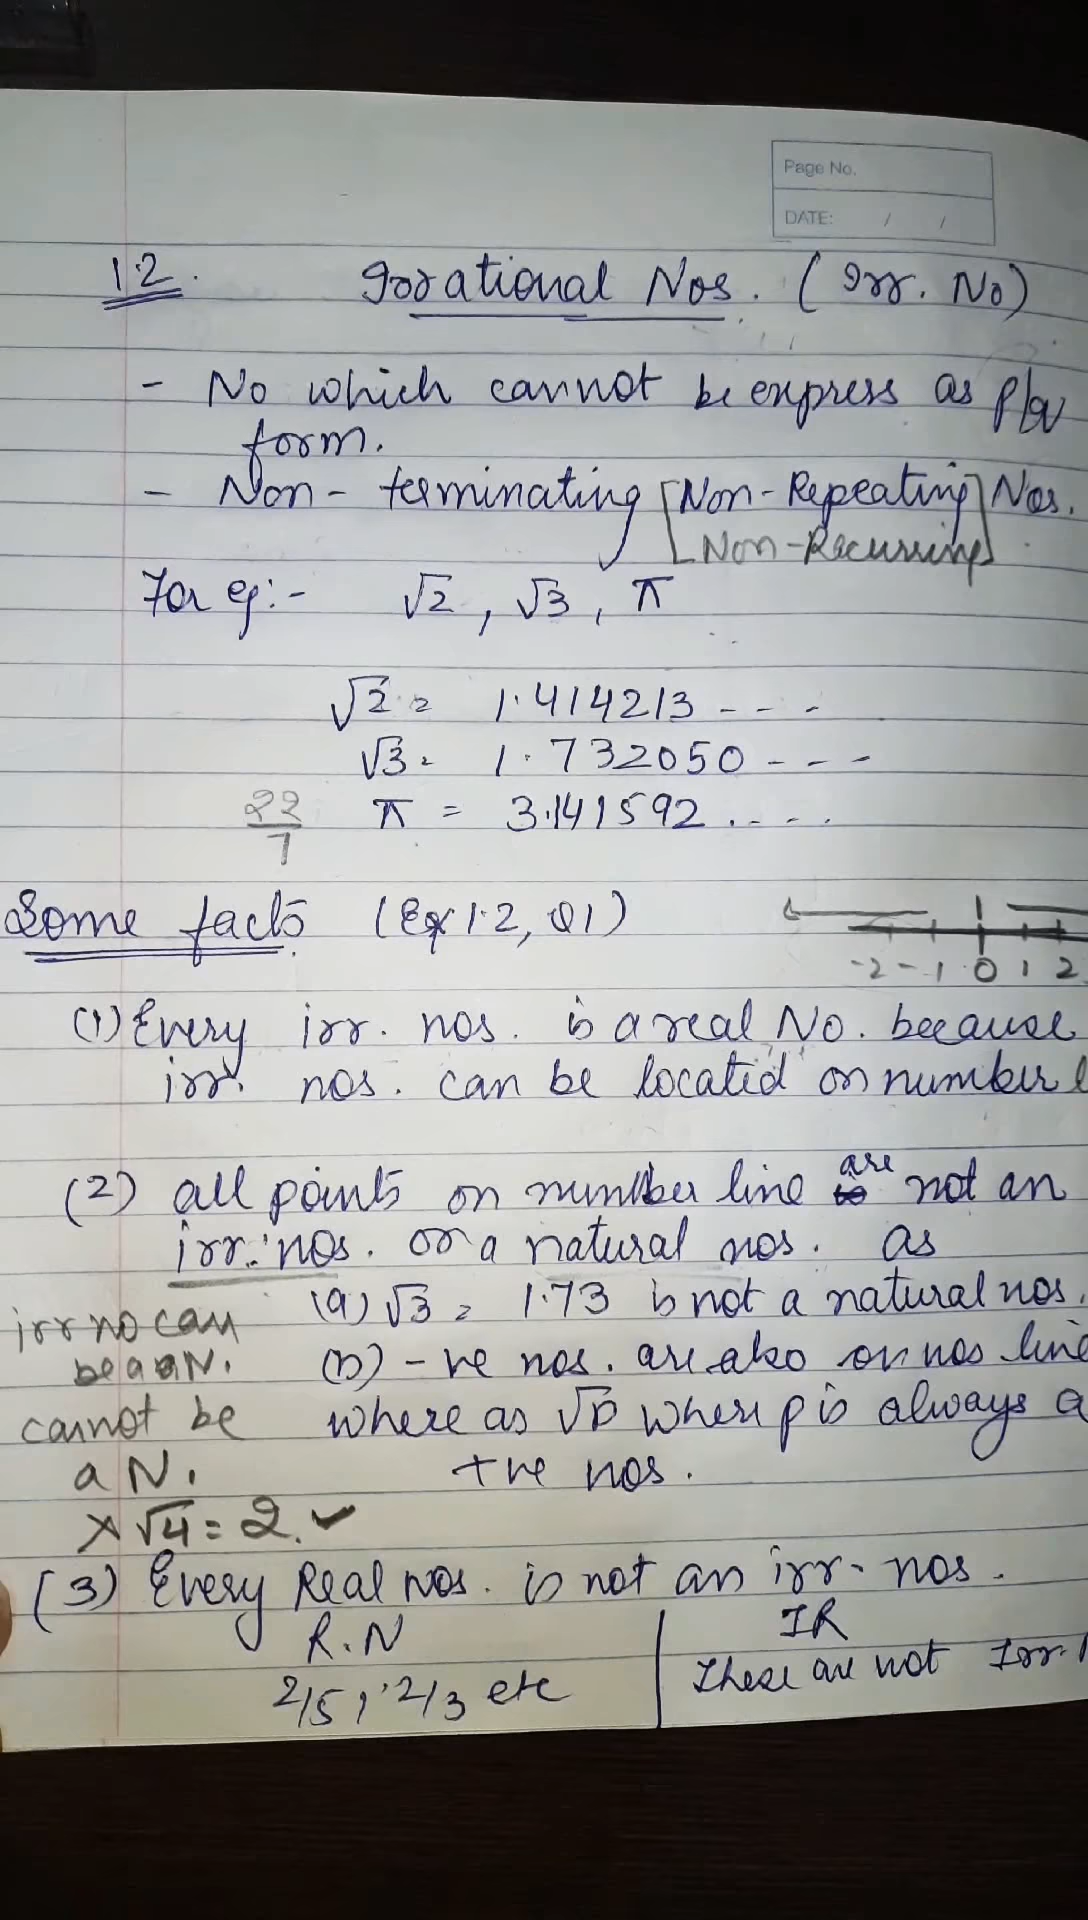 Page No.
DATE: / /
1.2. Irrational Nos. (Irr. No)
- No which cannot be express as p/q
form.
- Non-terminating [Non-Repeating] Nos.
[Non-Recurring]
For eg:- √2, √3, π
√2 = 1.414213 - - -
√3 = 1.732050 - - -
22/7 π = 3.141592 . . . .
Some facts (Ex 1.2, Q1)
-2 -1 0 1 2
(1) Every irr. nos. is a real No. because
irr. nos. can be located on number
(2) all points on number line are not an
irr. nos. or a natural nos. as
(a) √3 = 1.73 is not a natural nos.
irr no can
be a N.
(b) -ve nos. are also on nos line
cannot be
where as √p where p is always a
a N.
+ve nos.
× √4 = 2. ✓
(3) Every Real nos. is not an irr- nos.
R.N | IR
2/5, 2/3 etc | These are not Irr.